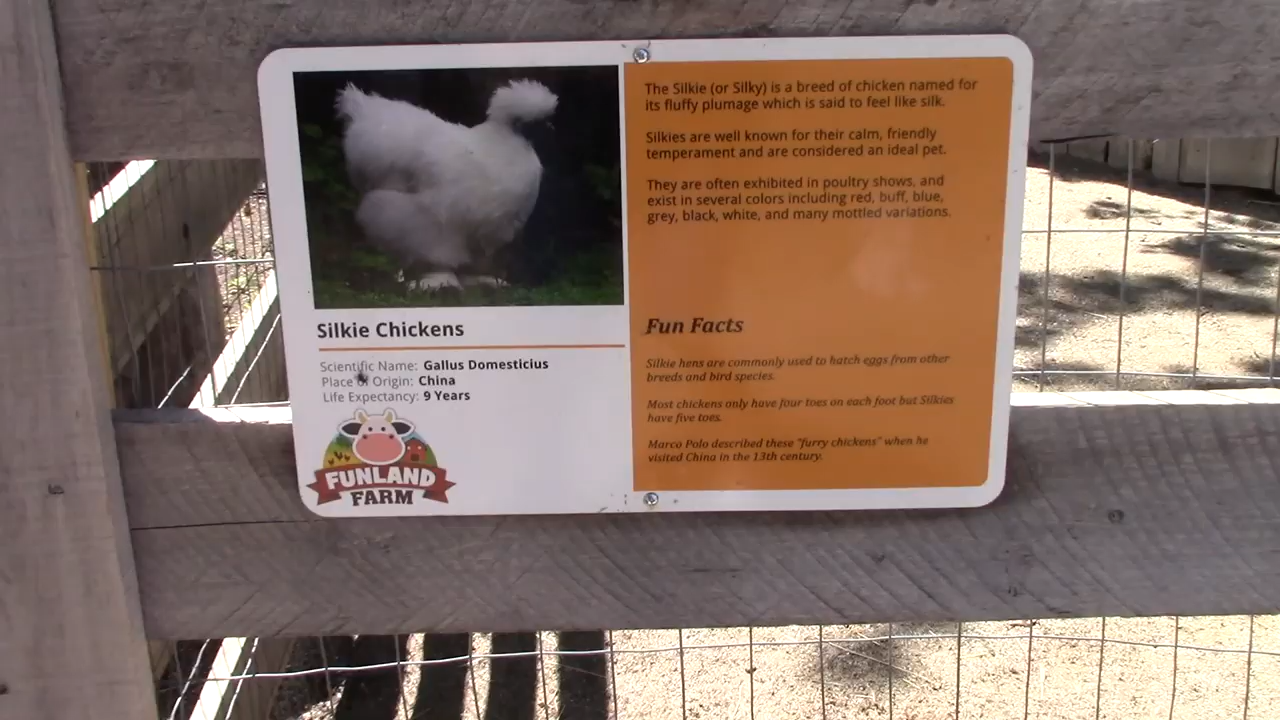 Silkie Chickens
Scientific Name: Gallus Domesticius
Place Origin: China
Life Expectancy: 9 Years
FUNLAND
FARM
The Silkie (or Silky) is a breed of chicken named for
its fluffy plumage which is said to feel like silk.
Silkies are well known for their calm, friendly
temperament and are considered an ideal pet.
They are often exhibited in poultry shows, and
exist in several colors including red, buff, blue,
grey, black, white, and many mottled variations.
Fun Facts
Silkie hens are commonly used to hatch eggs from other
breeds and bird species.
Most chickens only have four toes on each foot but Silkies
have five toes.
Marco Polo described these "furry chickens" when he
visited China in the 13th century.